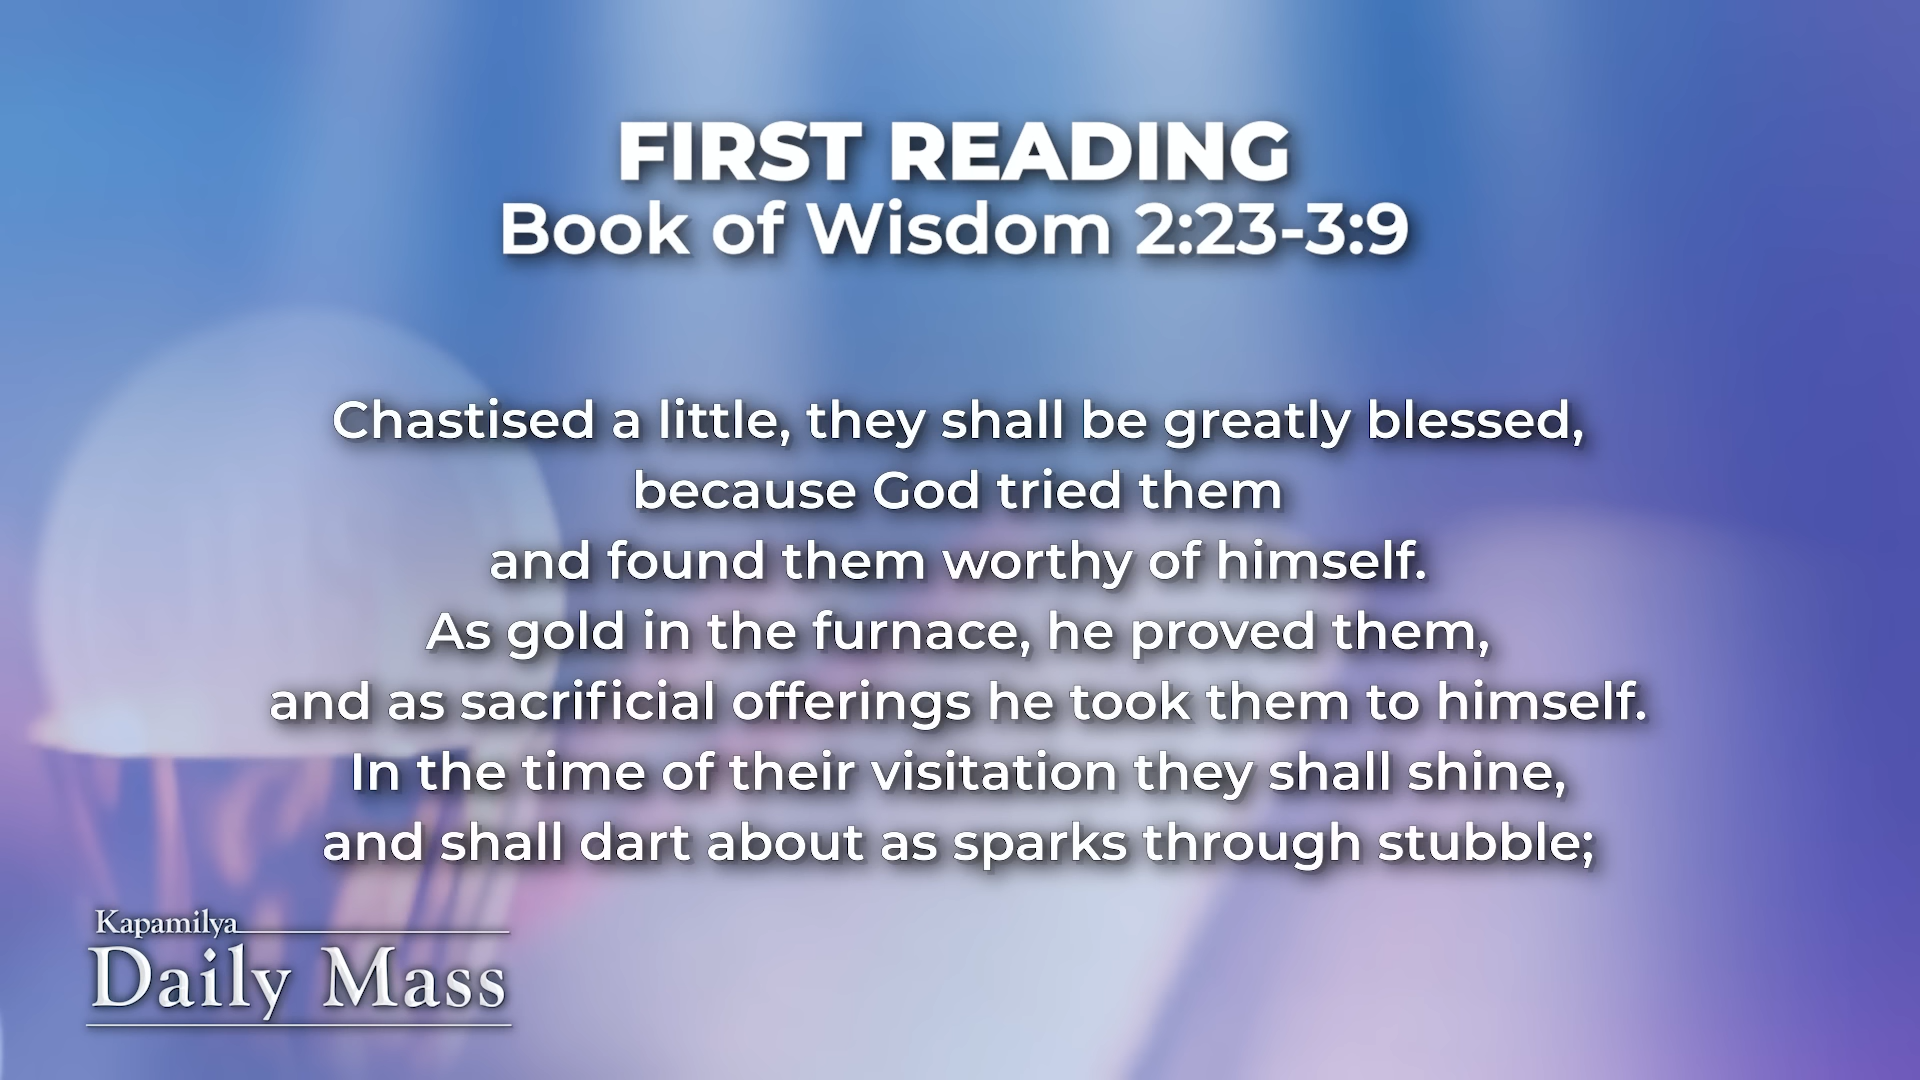 FIRST READING
Book of Wisdom 2:23-3:9
Chastised a little, they shall be greatly blessed,
because God tried them
and found them worthy of himself.
As gold in the furnace, he proved them,
and as sacrificial offerings he took them to himself.
In the time of their visitation they shall shine,
and shall dart about as sparks through stubble;
Kapamilya
Daily Mass